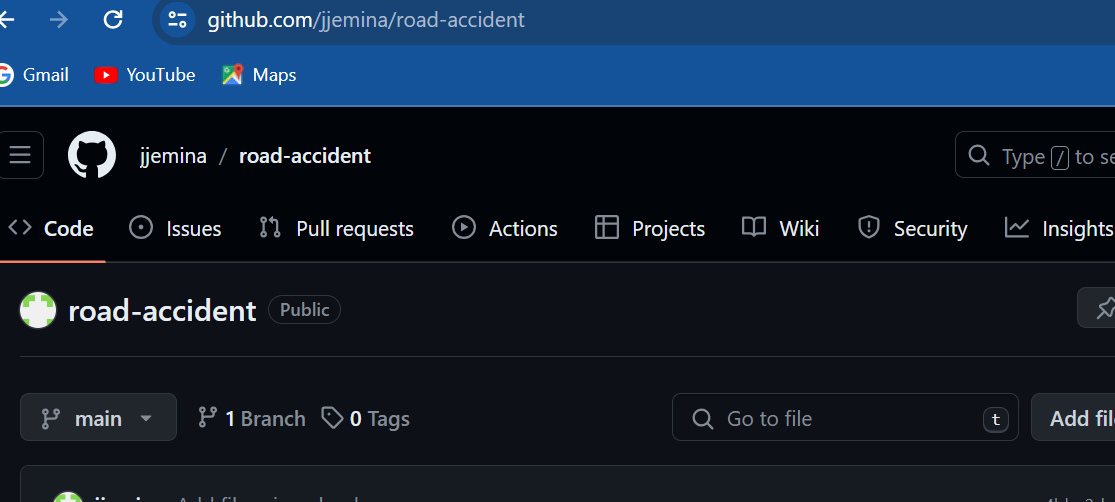 github.com/jjemina/road-accident
Gmail YouTube Maps
jjemina / road-accident
Type / to se
Code Issues Pull requests Actions Projects Wiki Security Insights
road-accident Public
main 1 Branch 0 Tags Go to file t Add fil